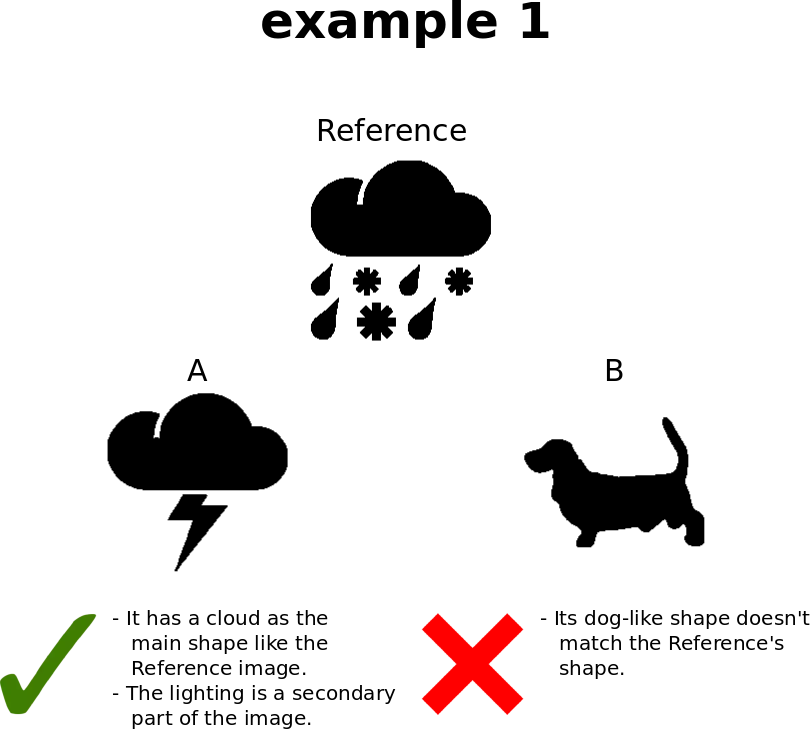 example 1
Reference
A
B
- It has a cloud as the
main shape like the
Reference image.
- The lighting is a secondary
part of the image.
- Its dog-like shape doesn't
match the Reference's
shape.